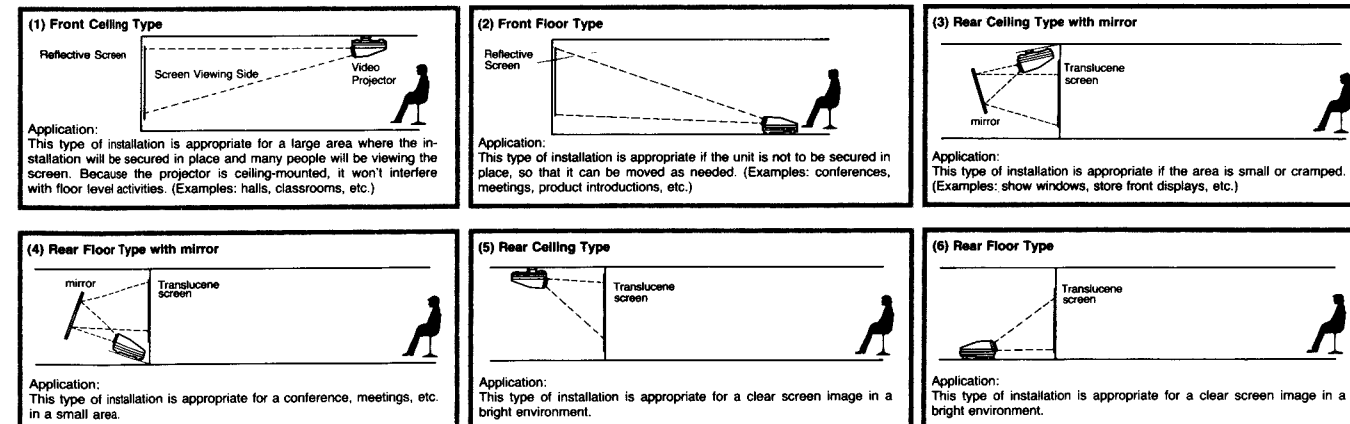 (1) Front Ceiling Type
Reflective Screen
Screen Viewing Side
Video
Projector
Application:
This type of installation is appropriate for a large area where the in-
stallation will be secured in place and many people will be viewing the
screen. Because the projector is ceiling-mounted, it won't interfere
with floor level activities. (Examples: halls, classrooms, etc.)
(2) Front Floor Type
Reflective
Screen
Application:
This type of installation is appropriate if the unit is not to be secured in
place, so that it can be moved as needed. (Examples: conferences,
meetings, product introductions, etc.)
(3) Rear Ceiling Type with mirror
Translucene
screen
mirror
Application:
This type of installation is appropriate if the area is small or cramped.
(Examples: show windows, store front displays, etc.)
(4) Rear Floor Type with mirror
mirror
Translucene
screen
Application:
This type of installation is appropriate for a conference, meetings, etc.
in a small area.
(5) Rear Ceiling Type
Translucene
screen
Application:
This type of installation is appropriate for a clear screen image in a
bright environment.
(6) Rear Floor Type
Translucene
screen
Application:
This type of installation is appropriate for a clear screen image in a
bright environment.